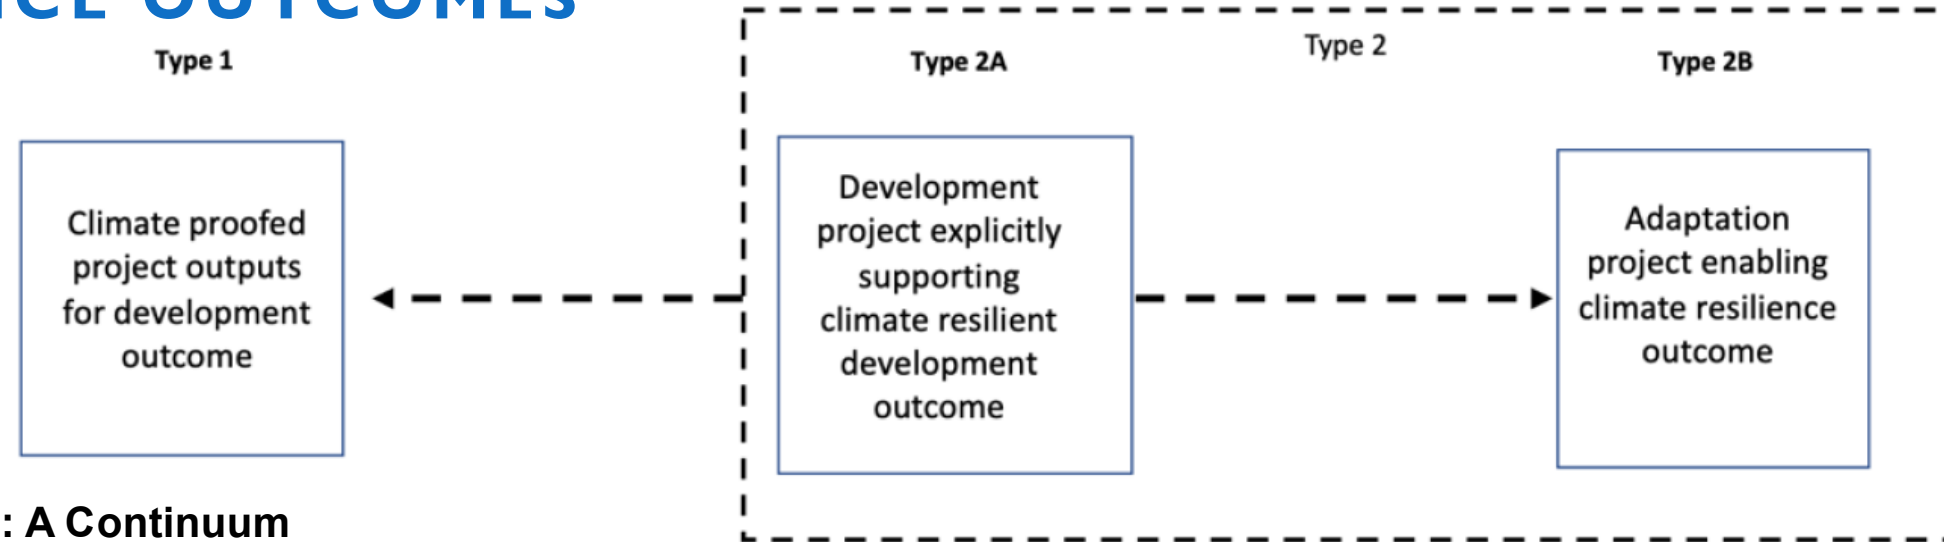 OUTCOMES
Type 1
Type 2A
Type 2
Type 2B
Climate proofed
project outputs
for development
outcome
Development
project explicitly
supporting
climate resilient
development
outcome
Adaptation
project enabling
climate resilience
outcome
: A Continuum